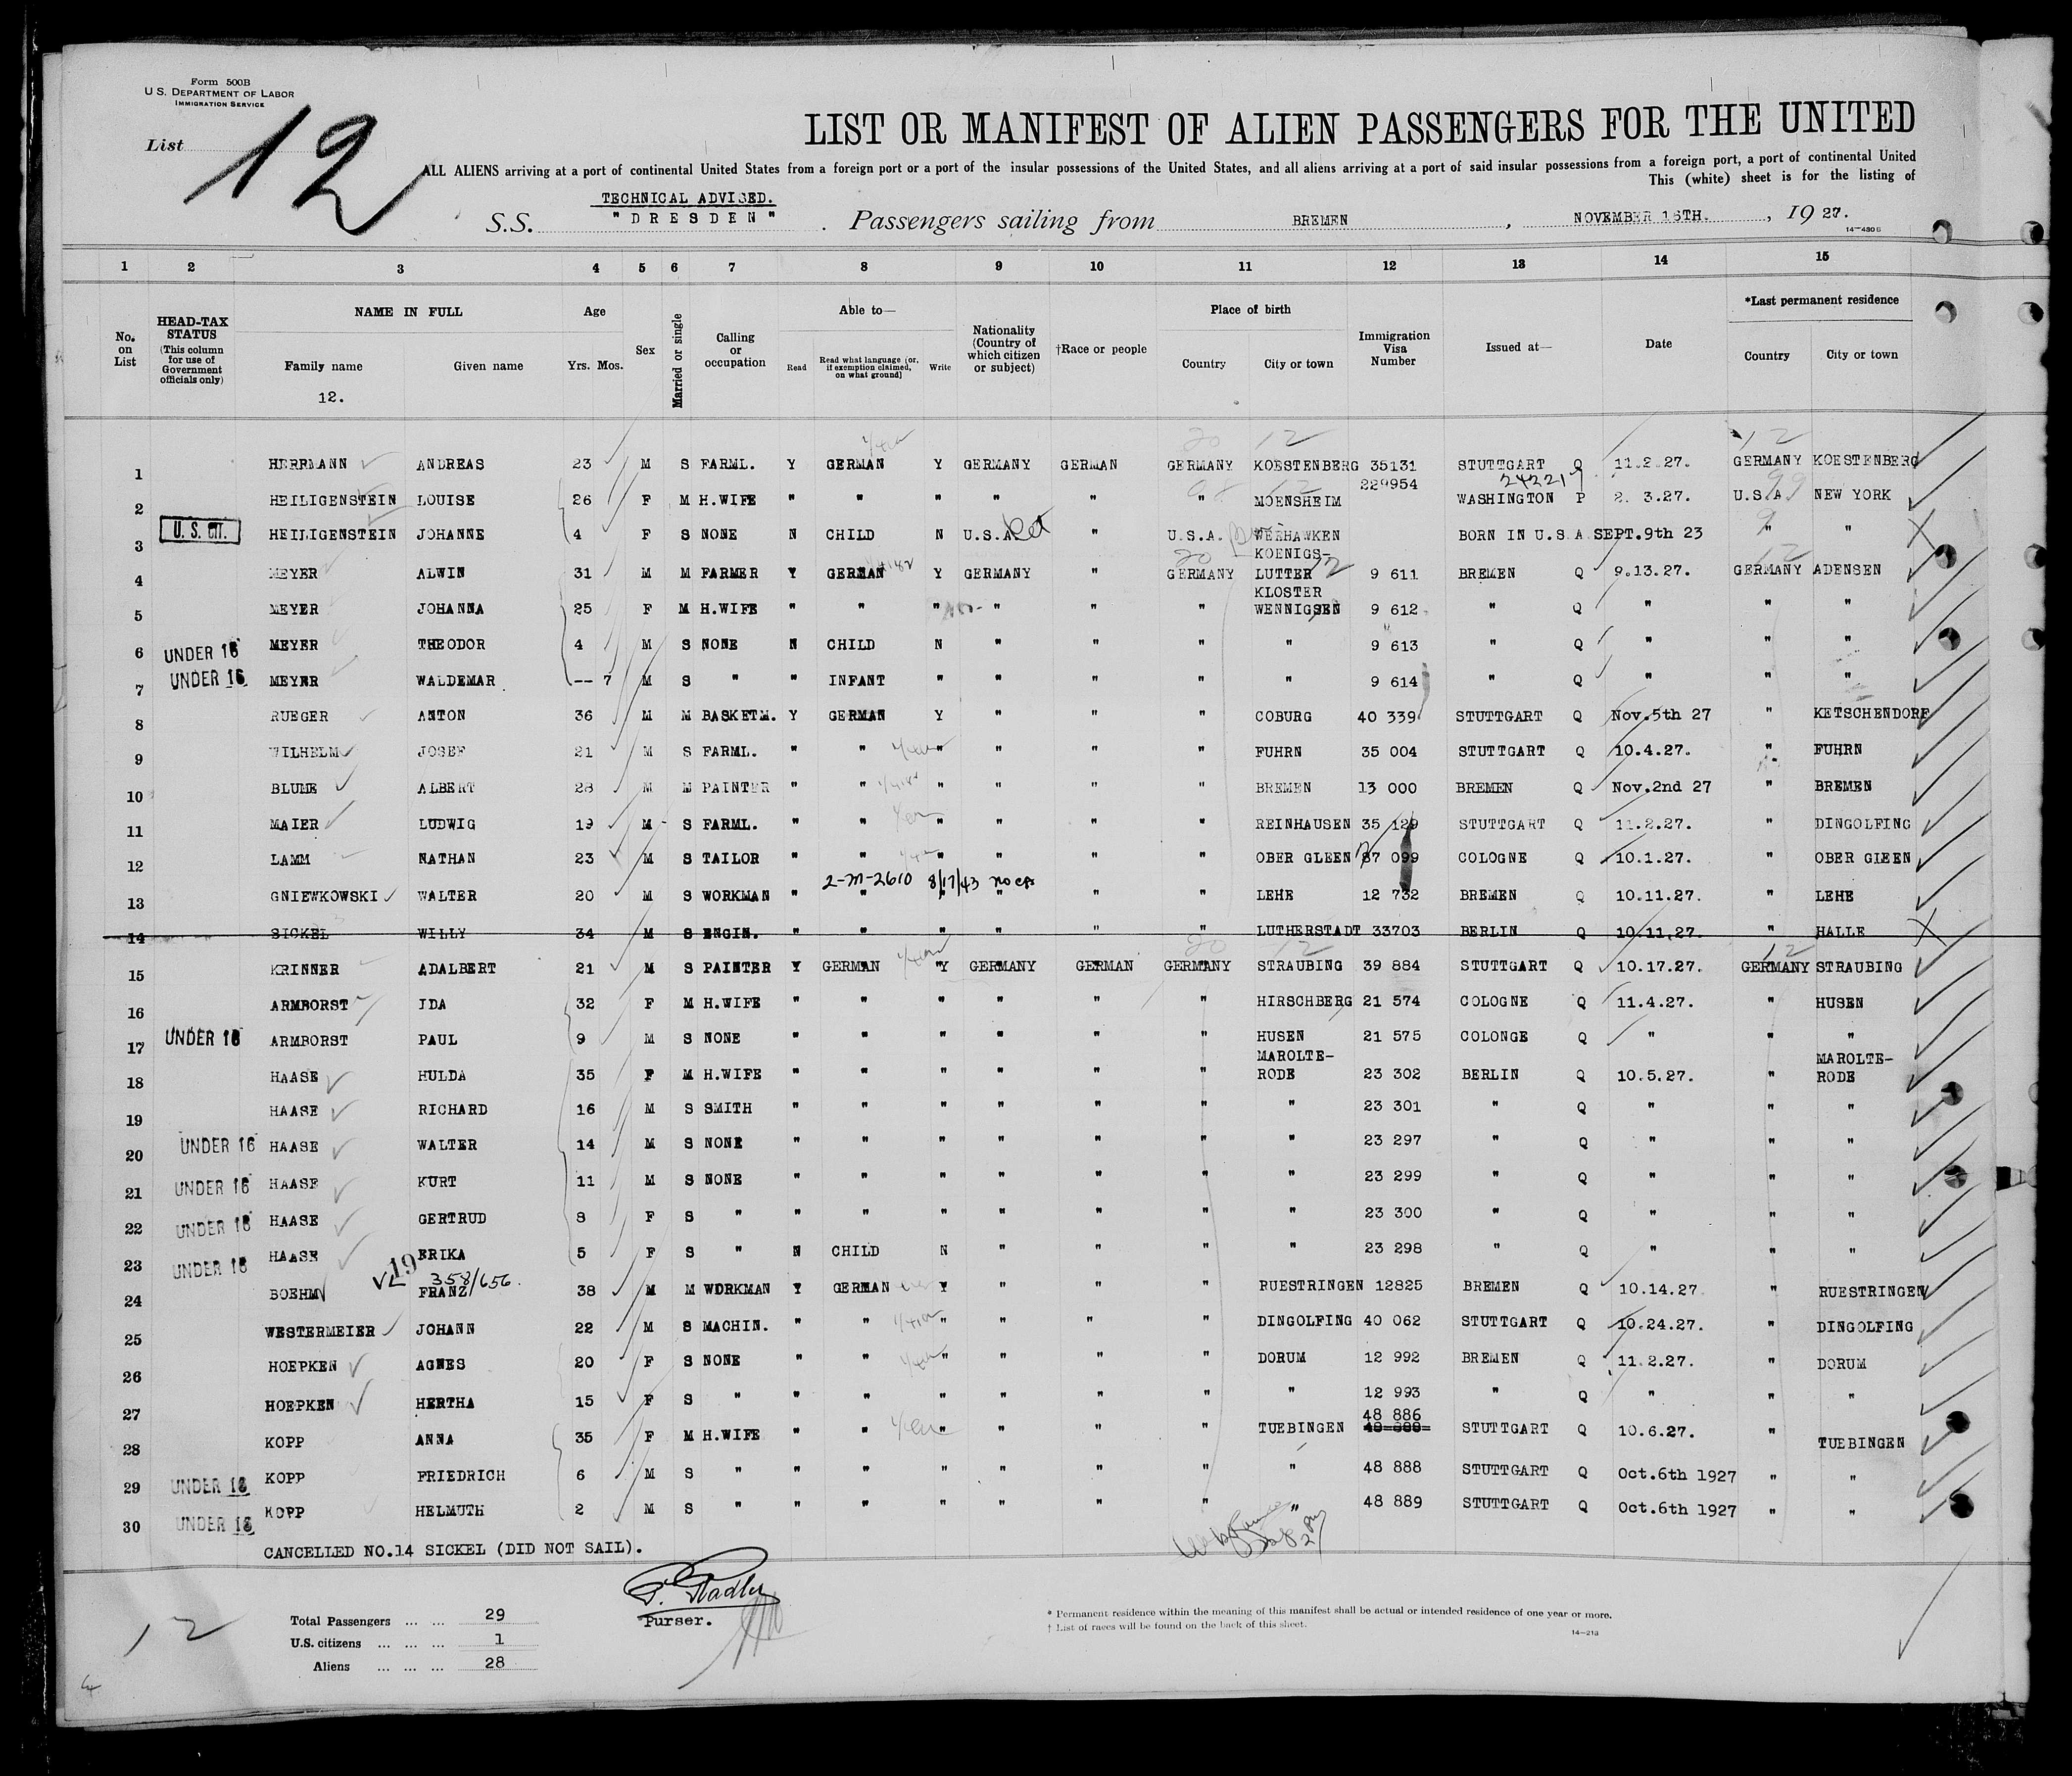 Form 500B
U.S. DEPARTMENT OF LABOR
IMMIGRATION SERVICE
List 12
LIST OR MANIFEST OF ALIEN PASSENGERS FOR THE UNITED
ALL ALIENS arriving at a port of continental United States from a foreign port or a port of the insular possessions of the United States, and all aliens arriving at a port of said insular possessions from a foreign port, a port of continental United
This (white) sheet is for the listing of
TECHNICAL ADVISED.
S.S. "DRESDEN". Passengers sailing from BREMEN, NOVEMBER 16TH., 1927.
14—430B
1 2 3 4 5 6 7 8 9 10 11 12 13 14 15
No. on List
HEAD-TAX STATUS (This column for use of Government officials only)
NAME IN FULL Family name Given name
12.
Age Yrs. Mos.
Sex
Married or single
Calling or occupation
Able to— Read Read what language (or, if exemption claimed, on what ground) Write
Nationality (Country of which citizen or subject)
†Race or people
Place of birth Country City or town
Immigration Visa Number
Issued at—
Date
*Last permanent residence Country City or town
20 12 12
1 HERRMANN ANDREAS 23 M S FARML. Y GERMAN Y GERMANY GERMAN GERMANY KOESTENBERG 35131 STUTTGART Q 11.2.27. GERMANY KOESTENBERG
229954 242217
2 HEILIGENSTEIN LOUISE 26 F M H.WIFE " " " " " " MOENSHEIM WASHINGTON P 2. 3.27. U.S.A. NEW YORK
3 U.S. CIT. HEILIGENSTEIN JOHANNE 4 F S NONE N CHILD N U.S.A. " U.S.A. WEEHAWKEN BORN IN U.S.A SEPT.9th 23 " "
KOENIGS-
4 MEYER ALWIN 31 M M FARMER Y GERMAN Y GERMANY " GERMANY LUTTER 9 611 BREMEN Q 9.13.27. GERMANY ADENSEN
KLOSTER
5 MEYER JOHANNA 25 F M H.WIFE " " " " " " WENNIGSEN 9 612 " Q " " "
6 UNDER 16 MEYER THEODOR 4 M S NONE N CHILD N " " " " 9 613 " Q " " "
7 UNDER 16 MEYER WALDEMAR -- 7 M S " " INFANT " " " " 9 614 " Q " " "
8 RUEGER ANTON 36 M M BASKETM. Y GERMAN Y " " " COBURG 40 339 STUTTGART Q Nov.5th 27 " KETSCHENDORF
9 WILHELM JOSEF 21 M S FARML. " " " " " " FUHRN 35 004 STUTTGART Q 10.4.27. " FUHRN
10 BLUME ALBERT 28 M M PAINTER " " " " " " BREMEN 13 000 BREMEN Q Nov.2nd 27 " BREMEN
11 MAIER LUDWIG 19 M S FARML. " " " " " " REINHAUSEN 35 129 STUTTGART Q 11.2.27. " DINGOLFING
12 LAMM NATHAN 23 M S TAILOR " " " " " " OBER GLEEN 37 099 COLOGNE Q 10.1.27. " OBER GLEEN
2-M-2610 8/17/43
13 GNIEWKOWSKI WALTER 20 M S WORKMAN " " " " " " LEHE 12 732 BREMEN Q 10.11.27. " LEHE
14 SICKEL WILLY 34 M S ENGIN. " " " " " " LUTHERSTADT 33703 BERLIN Q 10.11.27. " HALLE
20 12 12
15 KRINNER ADALBERT 21 M S PAINTER Y GERMAN Y GERMANY GERMAN GERMANY STRAUBING 39 884 STUTTGART Q 10.17.27. GERMANY STRAUBING
16 ARMBORST IDA 32 F M H.WIFE " " " " " " HIRSCHBERG 21 574 COLOGNE Q 11.4.27. " HUSEN
17 UNDER 16 ARMBORST PAUL 9 M S NONE " " " " " " HUSEN 21 575 COLONGE Q " " "
MAROLTE- MAROLTE-
18 HAASE HULDA 35 F M H.WIFE " " " " " " RODE 23 302 BERLIN Q 10.5.27. " RODE
19 HAASE RICHARD 16 M S SMITH " " " " " " " 23 301 " Q " " "
20 UNDER 16 HAASE WALTER 14 M S NONE " " " " " " " 23 297 " Q " " "
21 UNDER 16 HAASE KURT 11 M S NONE " " " " " " " 23 299 " Q " " "
22 UNDER 16 HAASE GERTRUD 8 F S " " " " " " " " 23 300 " Q " " "
23 UNDER 16 HAASE ERIKA 5 F S " N CHILD N " " " " 23 298 " Q " " "
VL 19 358/656.
24 BOEHM FRANZ 38 M M WORKMAN Y GERMAN Y " " " RUESTRINGEN 12825 BREMEN Q 10.14.27 " RUESTRINGEN
25 WESTERMEIER JOHANN 22 M S MACHIN. " " " " " " DINGOLFING 40 062 STUTTGART Q 10.24.27. " DINGOLFING
26 HOEPKEN AGNES 20 F S NONE " " " " " " DORUM 12 992 BREMEN Q 11.2.27. " DORUM
27 HOEPKEN HERTHA 15 F S " " " " " " " " 12 993 " Q " " "
48 886
28 KOPP ANNA 35 F M H.WIFE " " " " " " TUEBINGEN STUTTGART Q 10.6.27. " TUEBINGEN
29 UNDER 16 KOPP FRIEDRICH 6 M S " " " " " " " " 48 888 STUTTGART Q Oct.6th 1927 " "
30 UNDER 16 KOPP HELMUTH 2 M S " " " " " " " " 48 889 STUTTGART Q Oct.6th 1927 " "
CANCELLED NO.14 SICKEL (DID NOT SAIL).
12
Total Passengers ... ... 29
U.S. citizens ... ... ... 1
Aliens ... ... ... 28
Purser.
* Permanent residence within the meaning of this manifest shall be actual or intended residence of one year or more.
† List of races will be found on the back of this sheet.
14—213